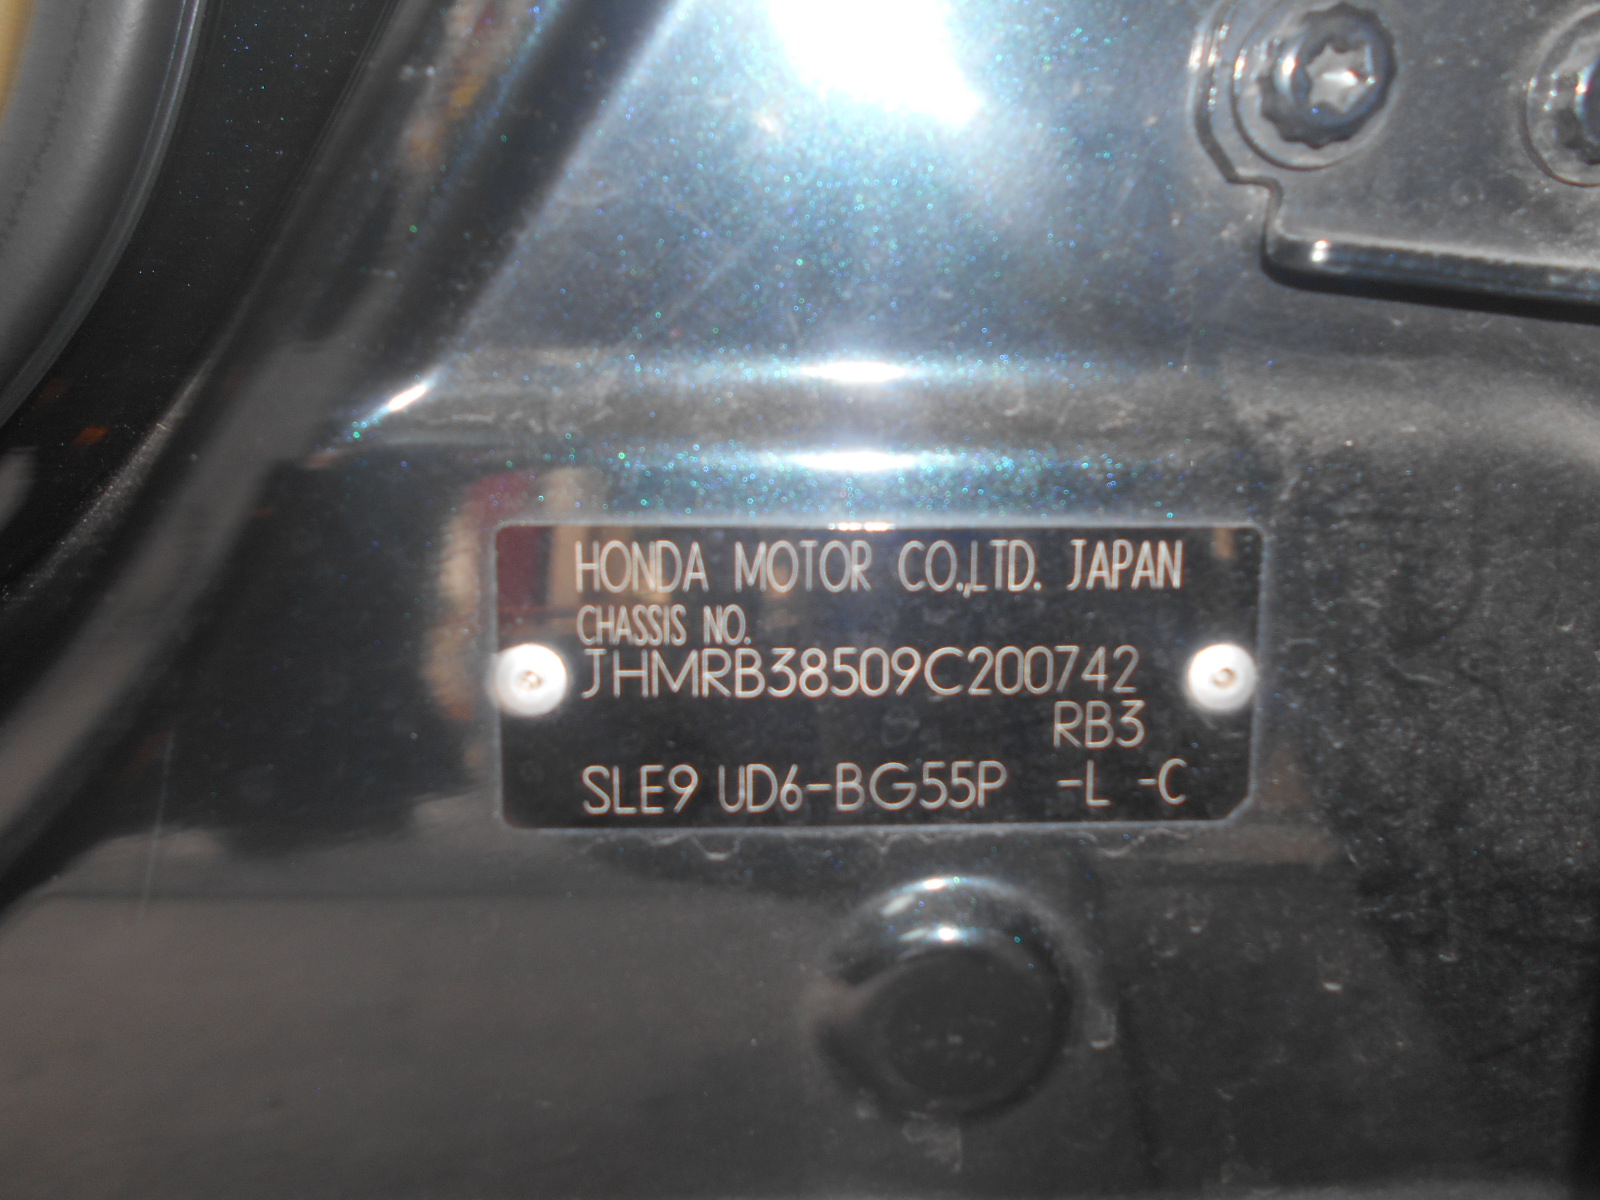 HONDA MOTOR CO.,LTD. JAPAN
CHASSIS NO.
JHMRB38509C200742
RB3
SLE9 UD6-BG55P -L -C